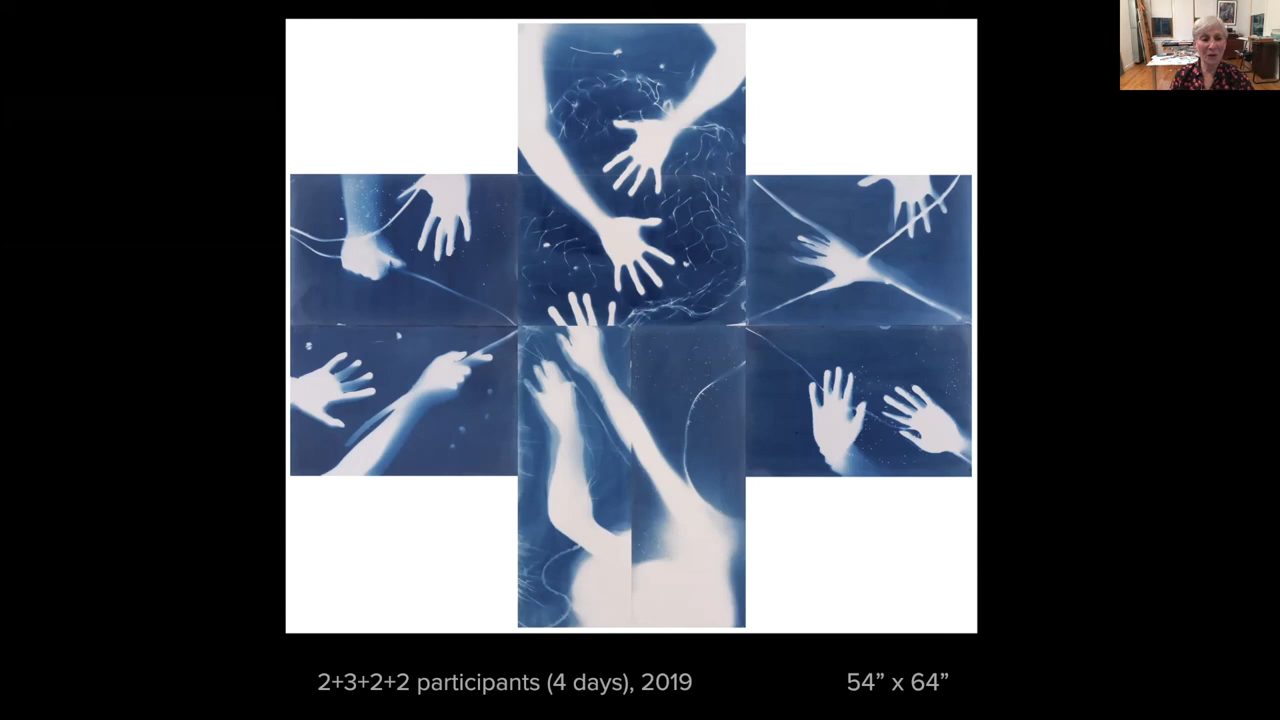 2+3+2+2 participants (4 days), 2019
54” x 64”